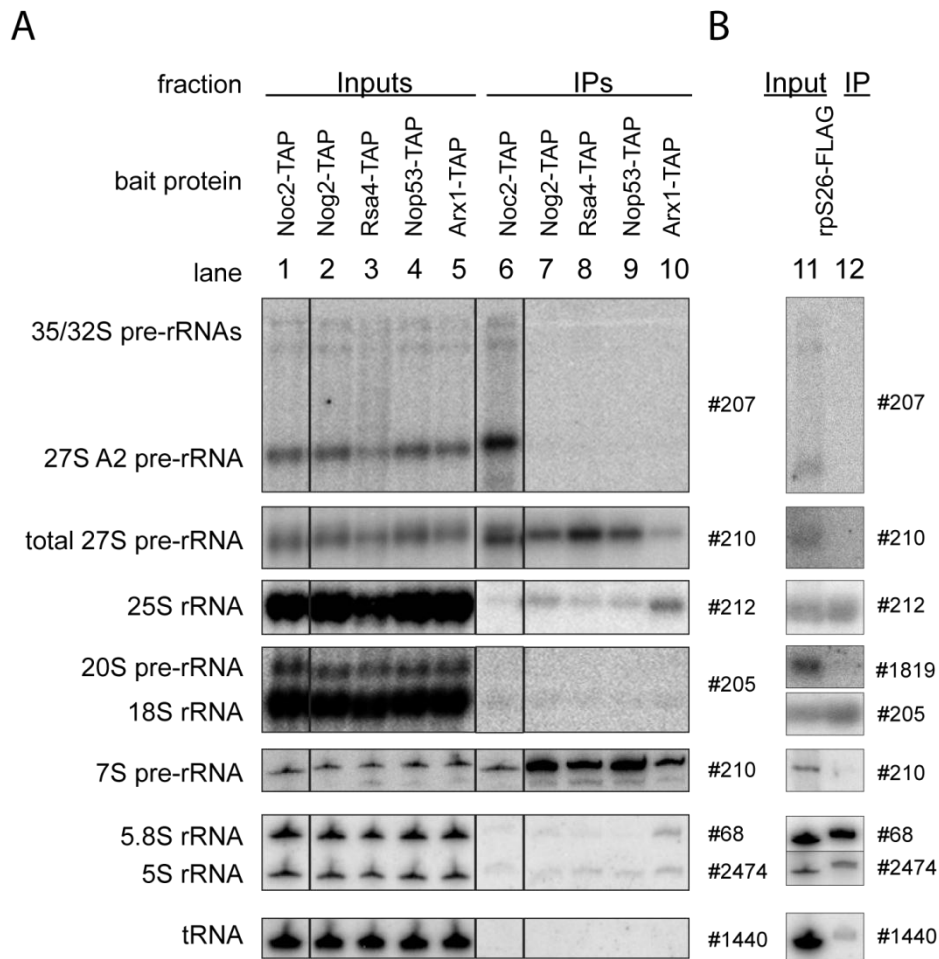 A
B
fraction Inputs IPs Input IP
bait protein Noc2-TAP Nog2-TAP Rsa4-TAP Nop53-TAP Arx1-TAP Noc2-TAP Nog2-TAP Rsa4-TAP Nop53-TAP Arx1-TAP rpS26-FLAG
lane 1 2 3 4 5 6 7 8 9 10 11 12
35/32S pre-rRNAs
#207 #207
27S A2 pre-rRNA
total 27S pre-rRNA #210 #210
25S rRNA #212 #212
20S pre-rRNA #1819
#205
18S rRNA #205
7S pre-rRNA #210 #210
5.8S rRNA #68 #68
5S rRNA #2474 #2474
tRNA #1440 #1440